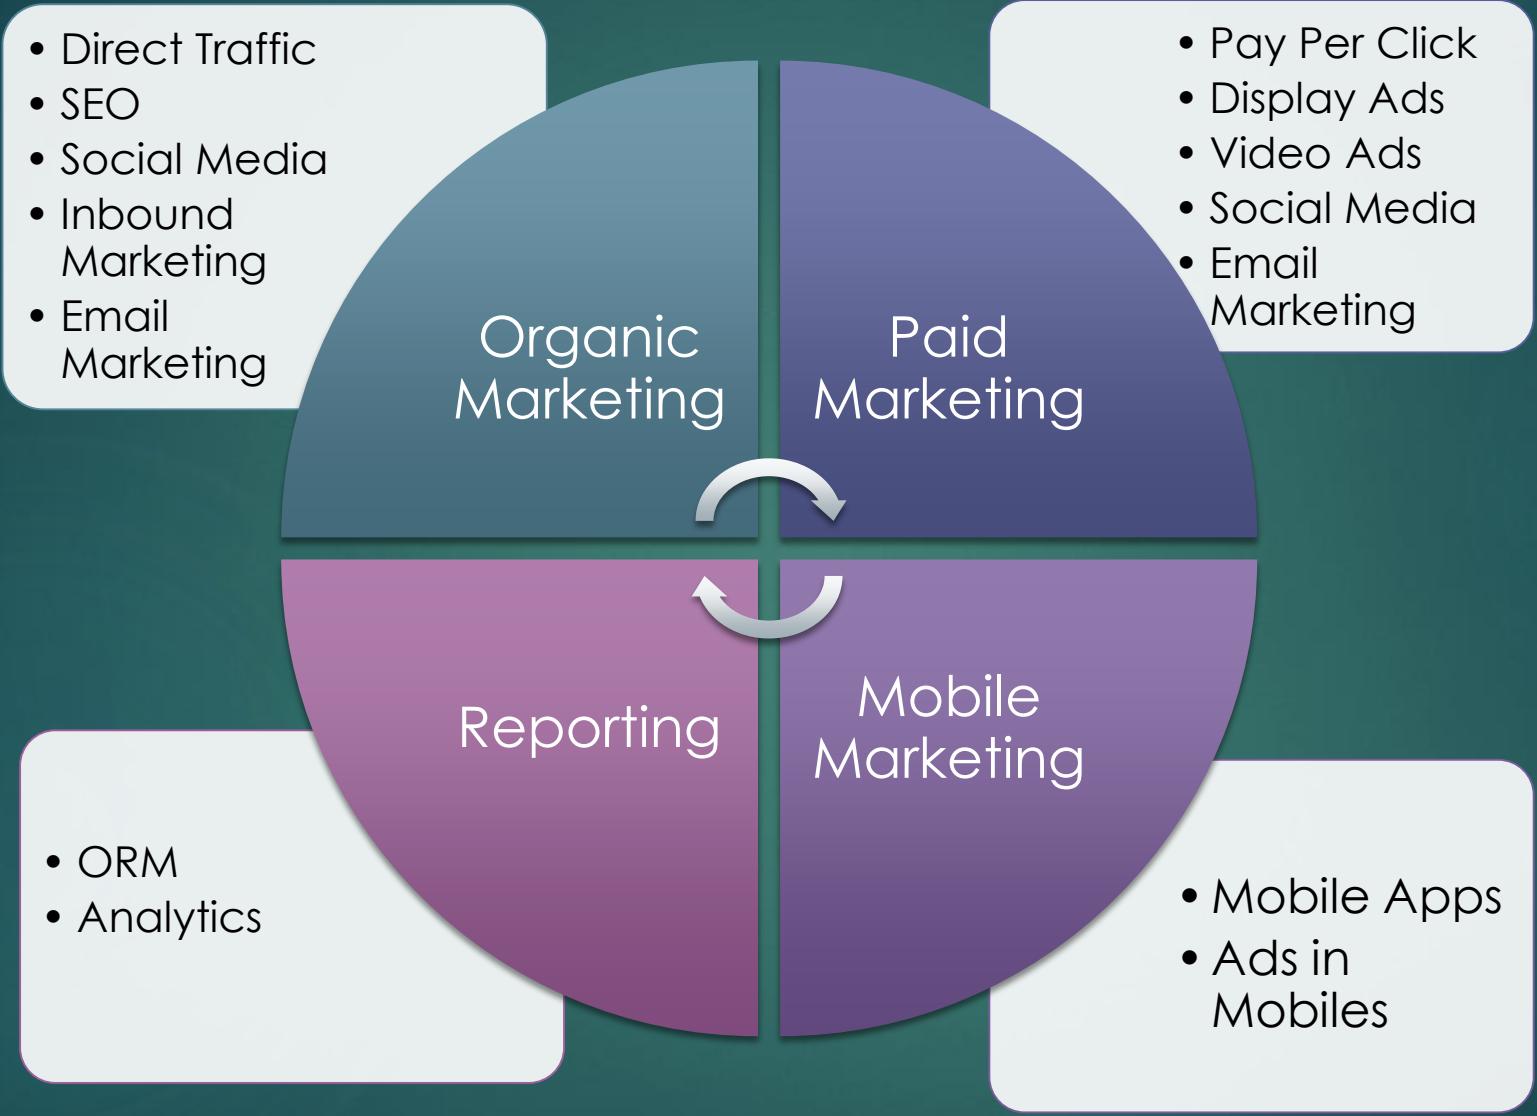 • Direct Traffic
• SEO
• Social Media
• Inbound
Marketing
• Email
Marketing
• Pay Per Click
• Display Ads
• Video Ads
• Social Media
• Email
Marketing
Organic
Marketing
Paid
Marketing
Reporting
Mobile
Marketing
• ORM
• Analytics
• Mobile Apps
• Ads in
Mobiles